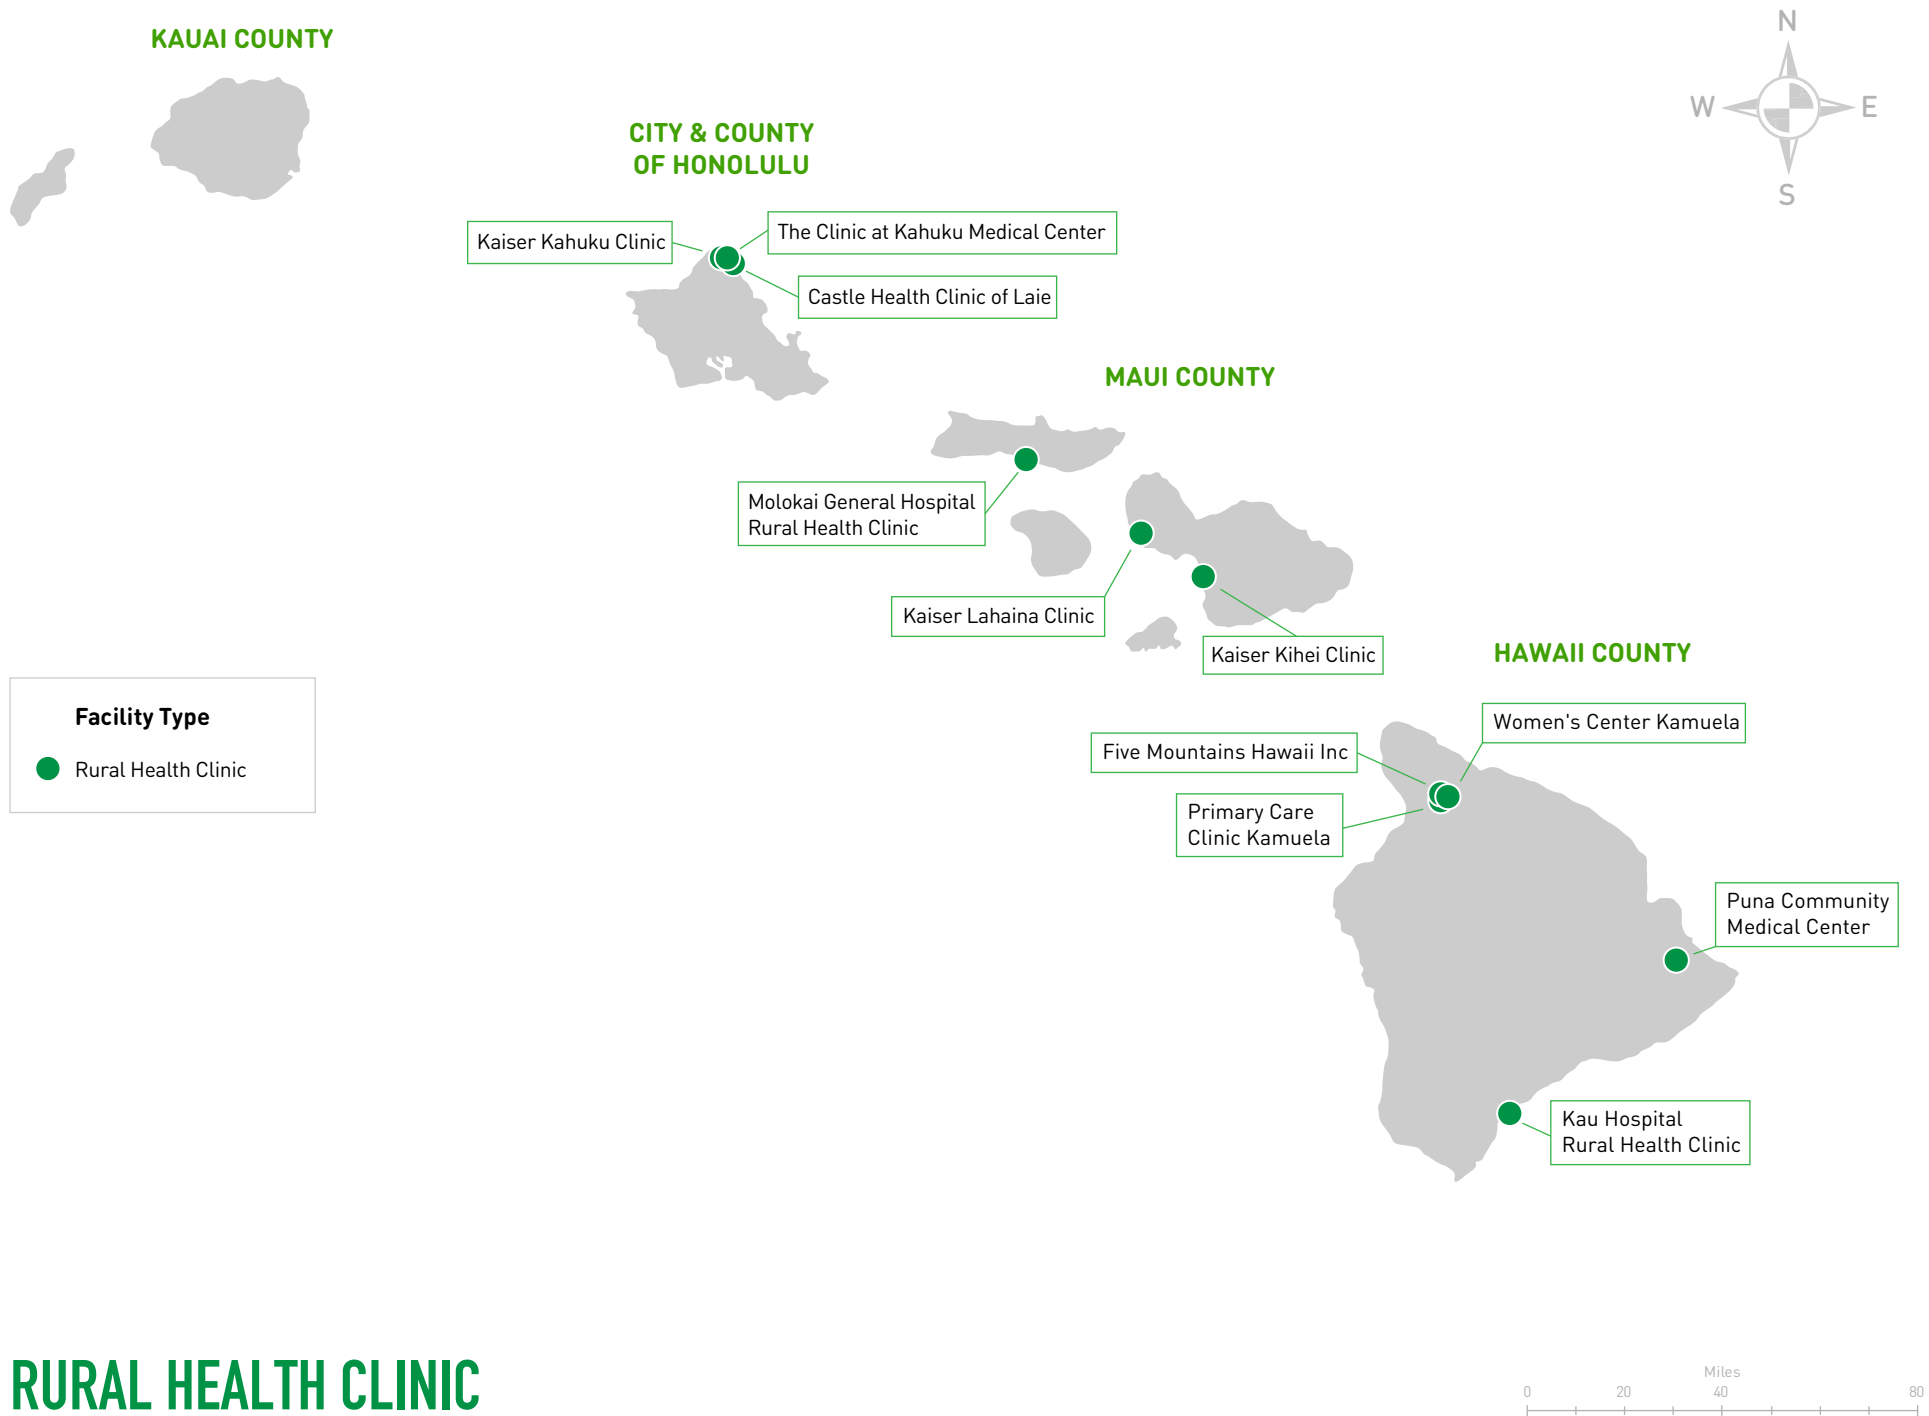 KAUAI COUNTY
N
W
E
S
CITY & COUNTY
OF HONOLULU
Kaiser Kahuku Clinic
The Clinic at Kahuku Medical Center
Castle Health Clinic of Laie
MAUI COUNTY
Molokai General Hospital
Rural Health Clinic
Kaiser Lahaina Clinic
Kaiser Kihei Clinic
HAWAII COUNTY
Women's Center Kamuela
Five Mountains Hawaii Inc
Primary Care
Clinic Kamuela
Puna Community
Medical Center
Kau Hospital
Rural Health Clinic
Facility Type
Rural Health Clinic
RURAL HEALTH CLINIC
Miles
0 20 40 80